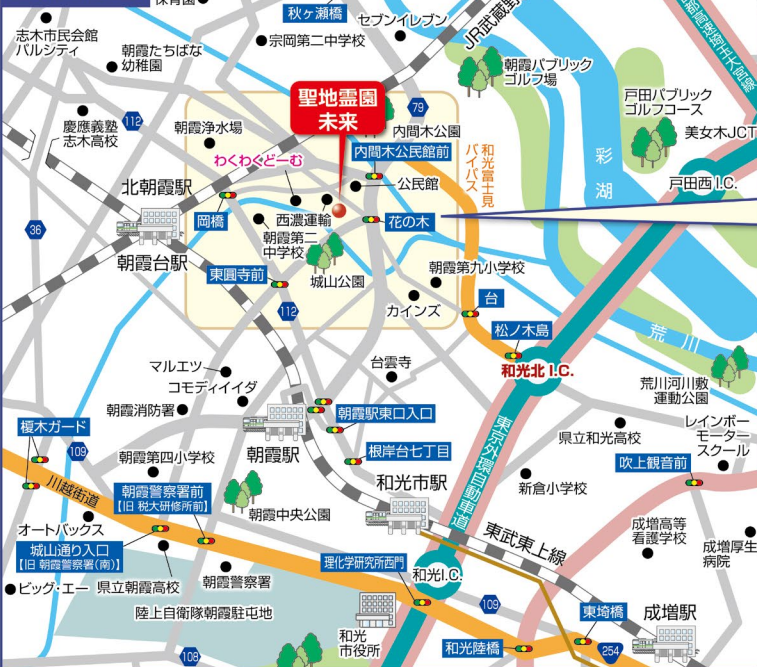 秋ヶ瀬橋
セブンイレブン
志木市民会館
パルシティ
宗岡第二中学校
朝霞たちばな
幼稚園
JR武蔵野
朝霞パブリック
ゴルフ場
戸田パブリック
ゴルフコース
美女木JCT
聖地霊園
未来
79
慶應義塾
志木高校
112
朝霞浄水場
内間木公園
内間木公民館前
和光富士見
バイパス
彩湖
戸田西I.C.
わくわくどーむ
公民館
北朝霞駅
岡橋
西濃運輸
花の木
36
朝霞第二
中学校
朝霞台駅
東圓寺前
城山公園
朝霞第九小学校
112
カインズ
台
松ノ木島
荒川
マルエツ
コモディイイダ
台雲寺
和光北I.C.
荒川河川敷
運動公園
朝霞消防署
朝霞駅東口入口
榎木ガード
109
朝霞駅
根岸台七丁目
東京外環自動車道
県立和光高校
レインボー
モーター
スクール
朝霞第四小学校
吹上観音前
川越街道
朝霞警察署前
【旧 税大研修所前】
和光市駅
新倉小学校
朝霞中央公園
オートバックス
城山通り入口
【旧 朝霞警察署(南)】
東武東上線
成増高等
看護学校
成増厚生
病院
ビッグ・エー
県立朝霞高校
朝霞警察署
理化学研究所西門
和光I.C.
陸上自衛隊朝霞駐屯地
109
東埼橋
成増駅
和光
市役所
和光陸橋
254
108